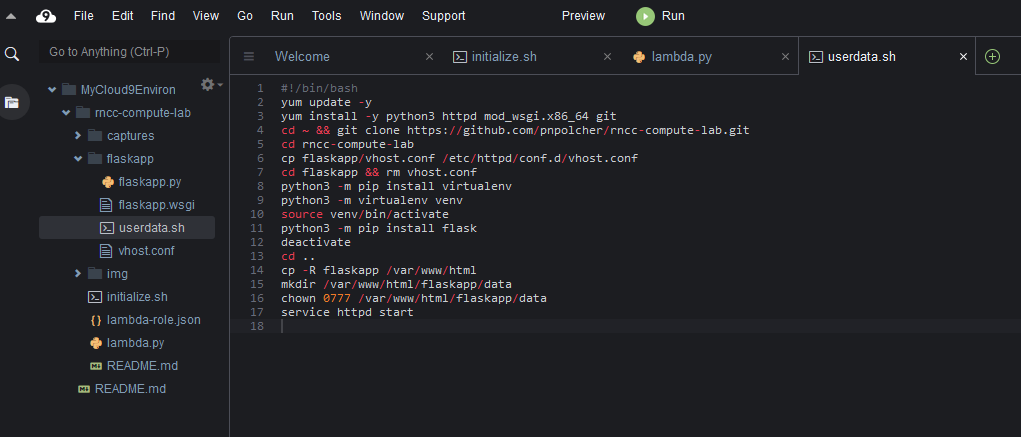 9 File Edit Find View Go Run Tools Window Support Preview Run
Go to Anything (Ctrl-P)
MyCloud9Environ
rncc-compute-lab
captures
flaskapp
flaskapp.py
flaskapp.wsgi
userdata.sh
vhost.conf
img
initialize.sh
{ } lambda-role.json
lambda.py
README.md
README.md
Welcome × initialize.sh × lambda.py × userdata.sh ×
1 #!/bin/bash
2 yum update -y
3 yum install -y python3 httpd mod_wsgi.x86_64 git
4 cd ~ && git clone https://github.com/pnpolcher/rncc-compute-lab.git
5 cd rncc-compute-lab
6 cp flaskapp/vhost.conf /etc/httpd/conf.d/vhost.conf
7 cd flaskapp && rm vhost.conf
8 python3 -m pip install virtualenv
9 python3 -m virtualenv venv
10 source venv/bin/activate
11 python3 -m pip install flask
12 deactivate
13 cd ..
14 cp -R flaskapp /var/www/html
15 mkdir /var/www/html/flaskapp/data
16 chown 0777 /var/www/html/flaskapp/data
17 service httpd start
18